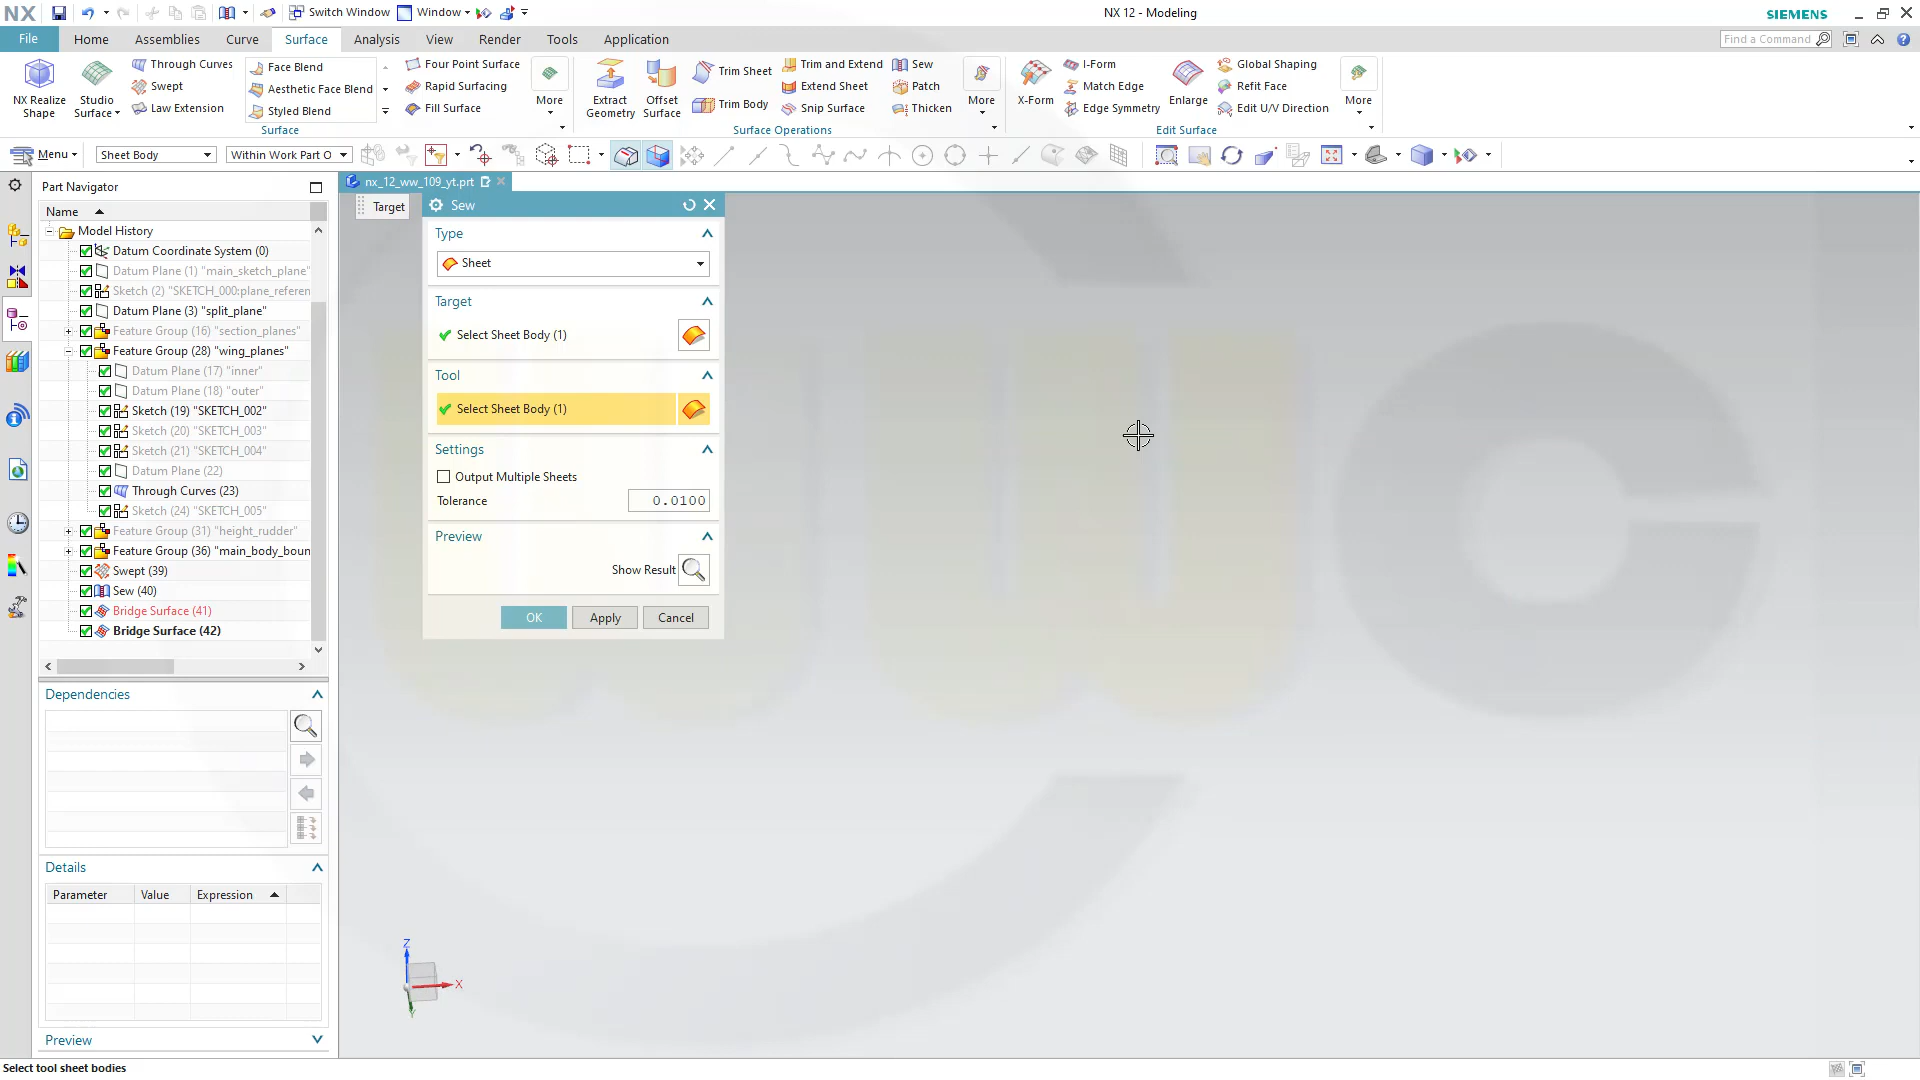 NX
Switch Window
Window
NX 12 - Modeling
SIEMENS
File
Home
Assemblies
Curve
Surface
Analysis
View
Render
Tools
Application
Find a Command
NX Realize
Shape
Studio
Surface
Through Curves
Swept
Law Extension
Face Blend
Aesthetic Face Blend
Styled Blend
Four Point Surface
Rapid Surfacing
Fill Surface
More
Surface
Extract
Geometry
Offset
Surface
Trim Sheet
Trim Body
Trim and Extend
Extend Sheet
Snip Surface
Sew
Patch
Thicken
More
Surface Operations
X-Form
I-Form
Match Edge
Edge Symmetry
Enlarge
Global Shaping
Refit Face
Edit U/V Direction
More
Edit Surface
Menu
Sheet Body
Within Work Part O
Part Navigator
nx_12_ww_109_yt.prt
Name
Model History
Datum Coordinate System (0)
Datum Plane (1) "main_sketch_plane"
Sketch (2) "SKETCH_000:plane_referen
Datum Plane (3) "split_plane"
Feature Group (16) "section_planes"
Feature Group (28) "wing_planes"
Datum Plane (17) "inner"
Datum Plane (18) "outer"
Sketch (19) "SKETCH_002"
Sketch (20) "SKETCH_003"
Sketch (21) "SKETCH_004"
Datum Plane (22)
Through Curves (23)
Sketch (24) "SKETCH_005"
Feature Group (31) "height_rudder"
Feature Group (36) "main_body_boun
Swept (39)
Sew (40)
Bridge Surface (41)
Bridge Surface (42)
Dependencies
Details
Parameter
Value
Expression
Preview
Target
Sew
Type
Sheet
Target
Select Sheet Body (1)
Tool
Select Sheet Body (1)
Settings
Output Multiple Sheets
Tolerance
0.0100
Preview
Show Result
OK
Apply
Cancel
Z
X
Y
Select tool sheet bodies